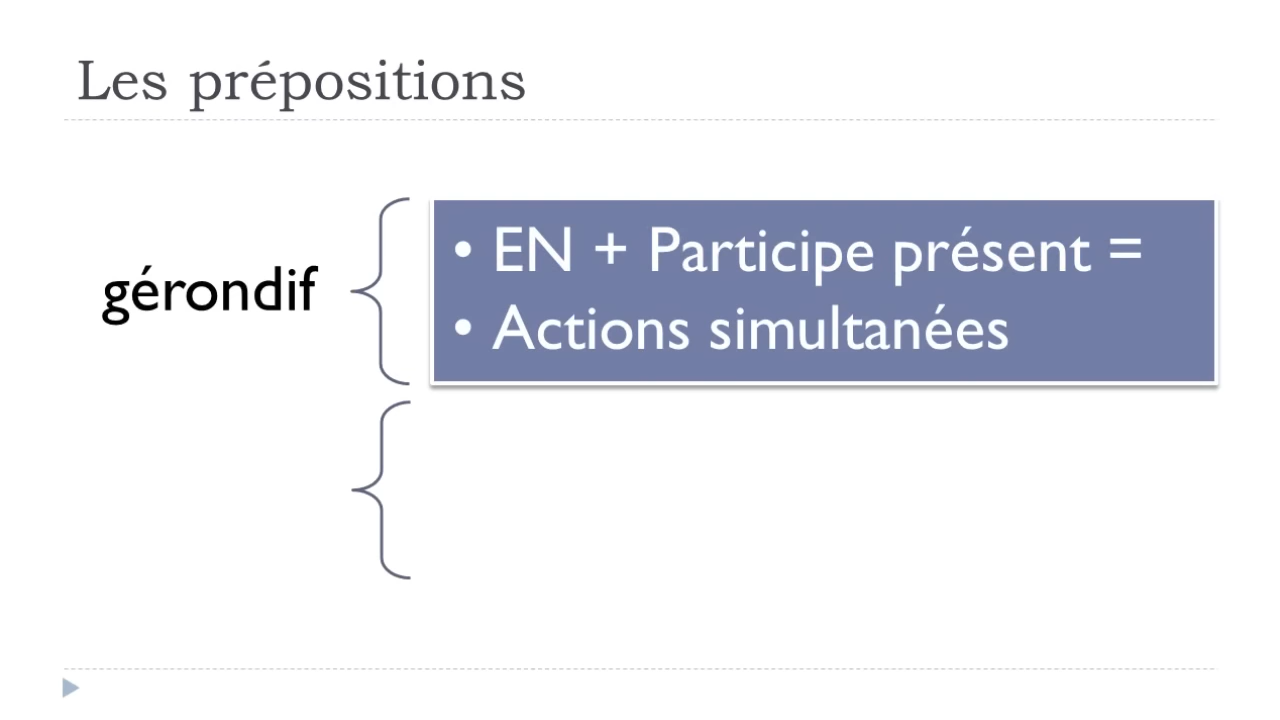 Les prépositions
gérondif
• EN + Participe présent =
• Actions simultanées